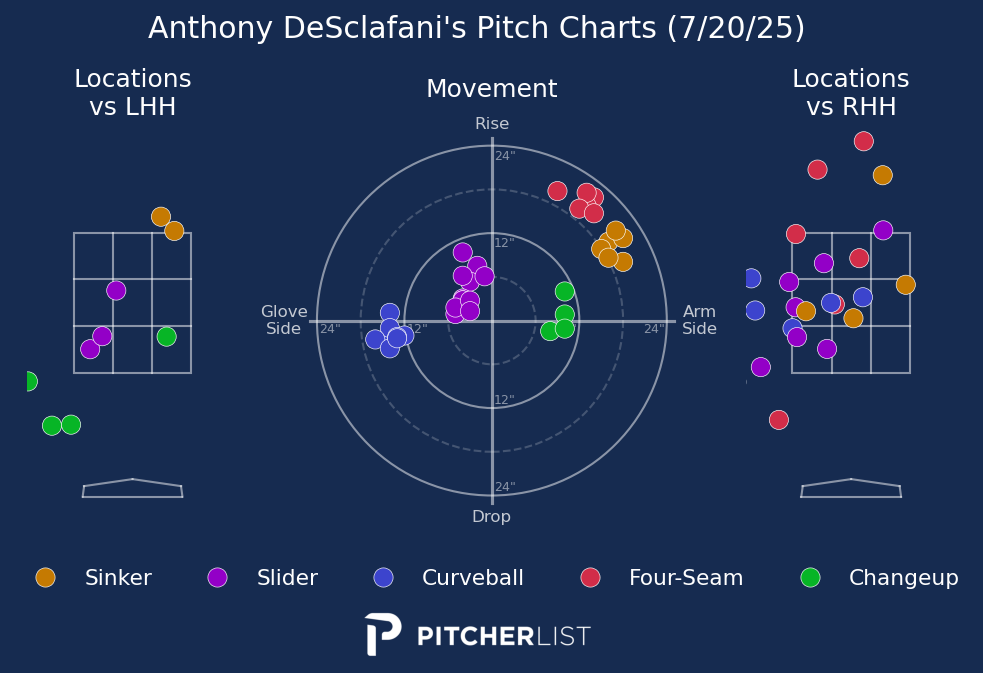 Anthony DeSclafani's Pitch Charts (7/20/25)
Locations
vs LHH
Movement
Locations
vs RHH
Rise
24"
12"
Glove
Side
24"
12"
24"
Arm
Side
12"
24"
Drop
Sinker
Slider
Curveball
Four-Seam
Changeup
PITCHERLIST